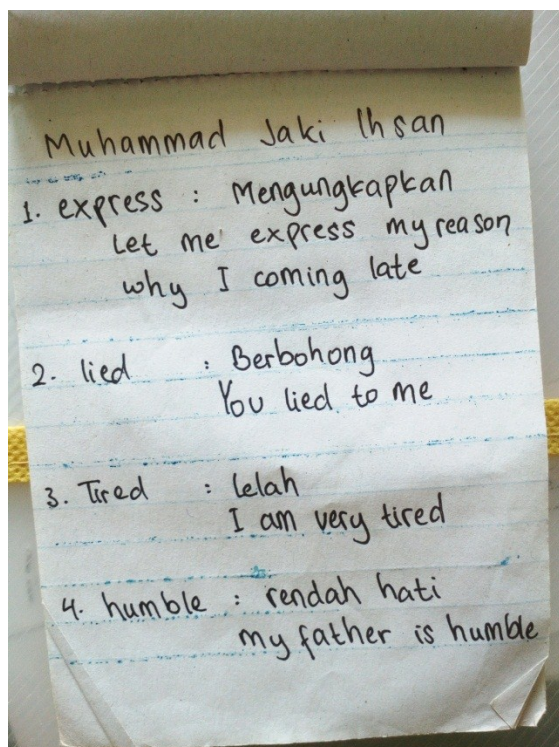 Muhammad Jaki Ihsan
1. express : Mengungkapkan
Let me express my reason
why I coming late
2. lied : Berbohong
You lied to me
3. Tired : lelah
I am very tired
4. humble : rendah hati
my father is humble